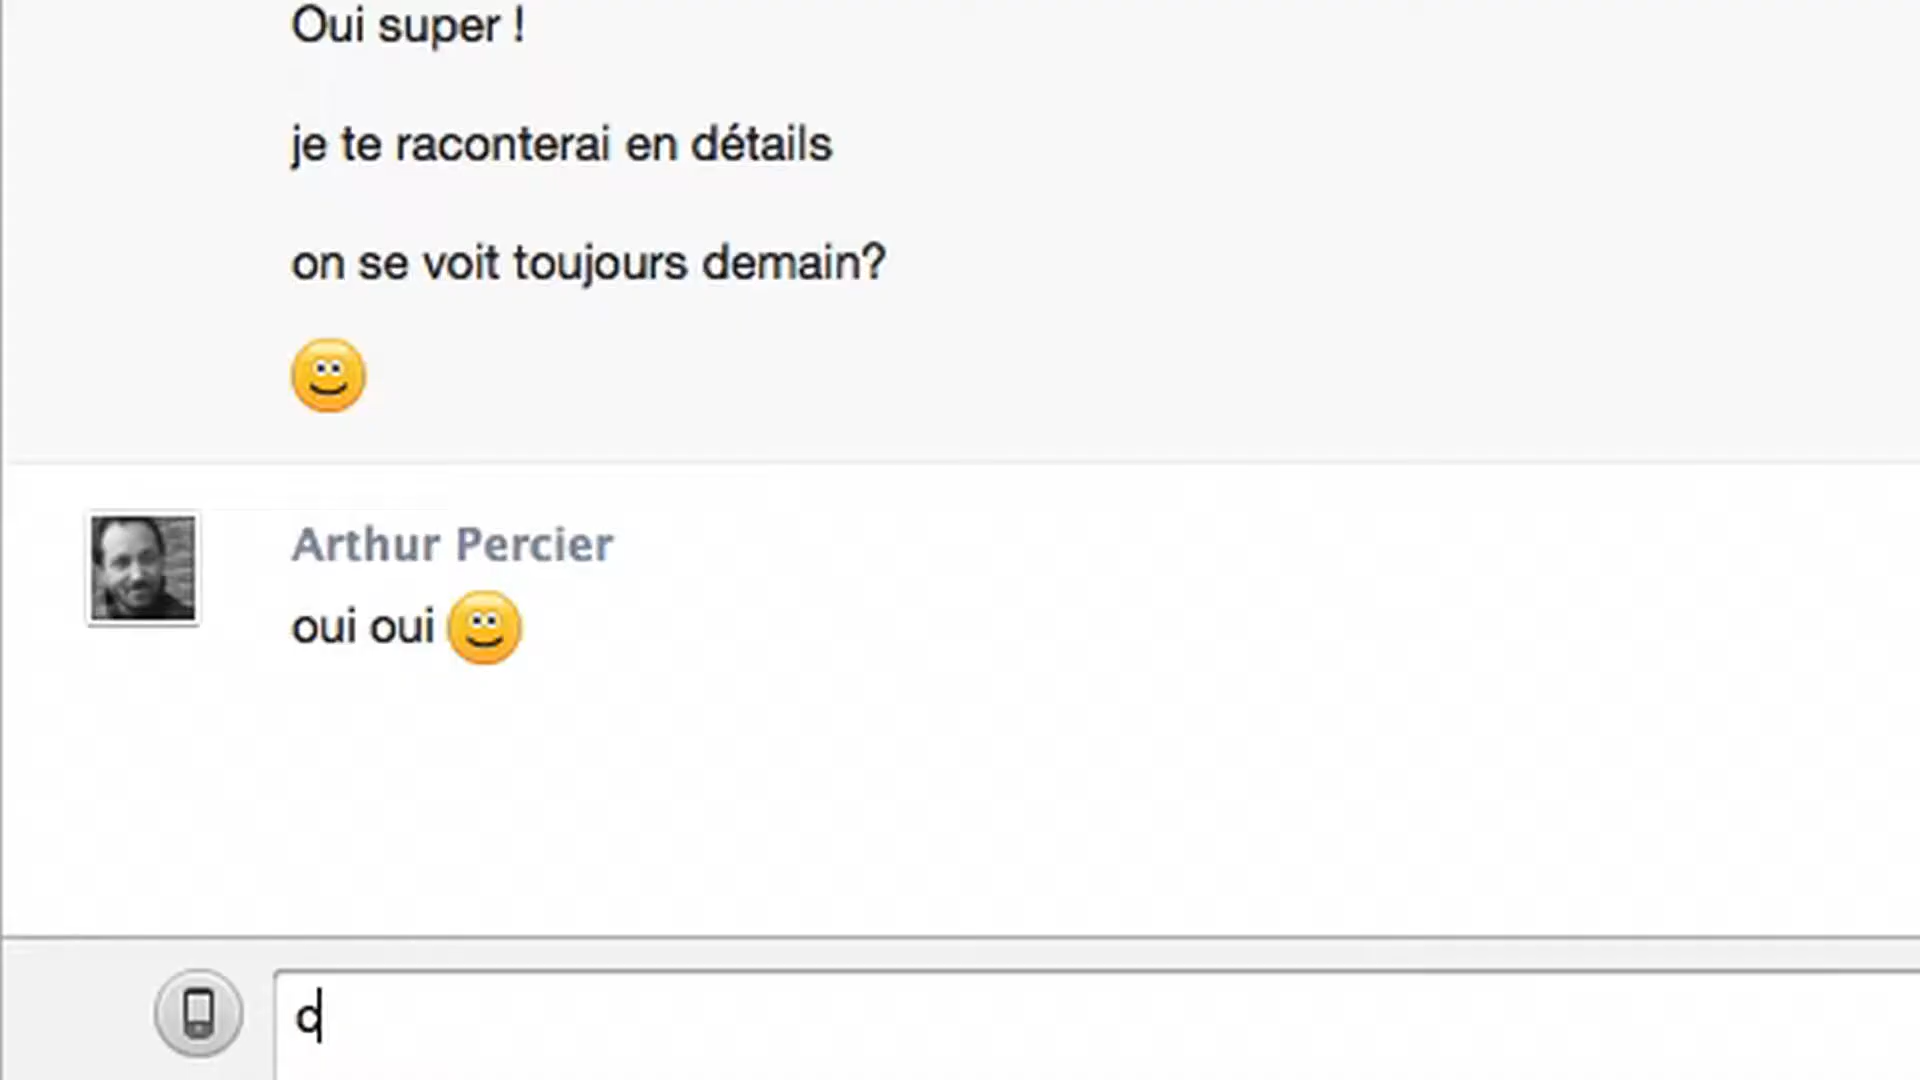 Oui super !
je te raconterai en détails
on se voit toujours demain?
Arthur Percier
oui oui
c